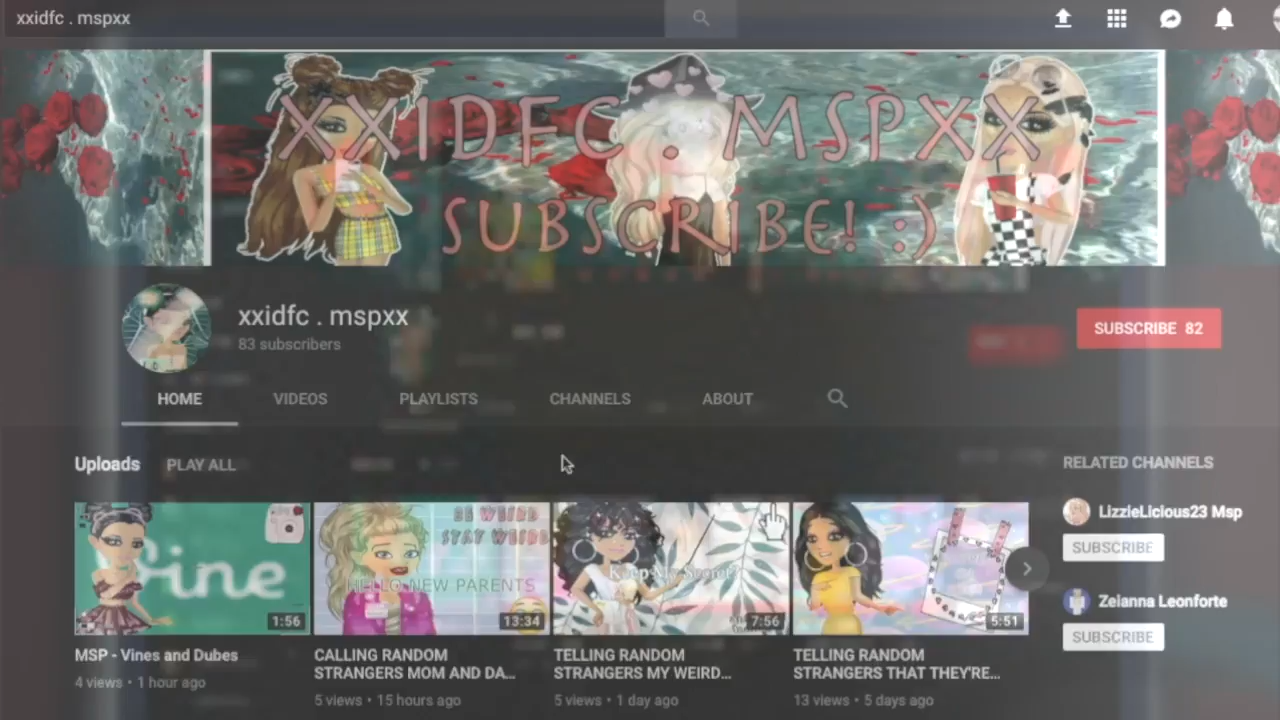 xxidfc . mspxx
XXIDFC . MSPXX
SUBSCRIBE! :)
xxidfc . mspxx
83 subscribers
SUBSCRIBE 82
HOME VIDEOS PLAYLISTS CHANNELS ABOUT
Uploads PLAY ALL
RELATED CHANNELS
LizzieLicious23 Msp
SUBSCRIBE
Zeianna Leonforte
SUBSCRIBE
Vine
1:56
BE WEIRD
STAY WEIRD
HELLO NEW PARENTS
13:34
Keep My Secret?
7:56
5:51
MSP - Vines and Dubes
4 views • 1 hour ago
CALLING RANDOM
STRANGERS MOM AND DA...
5 views • 15 hours ago
TELLING RANDOM
STRANGERS MY WEIRD...
5 views • 1 day ago
TELLING RANDOM
STRANGERS THAT THEY'RE...
13 views • 5 days ago